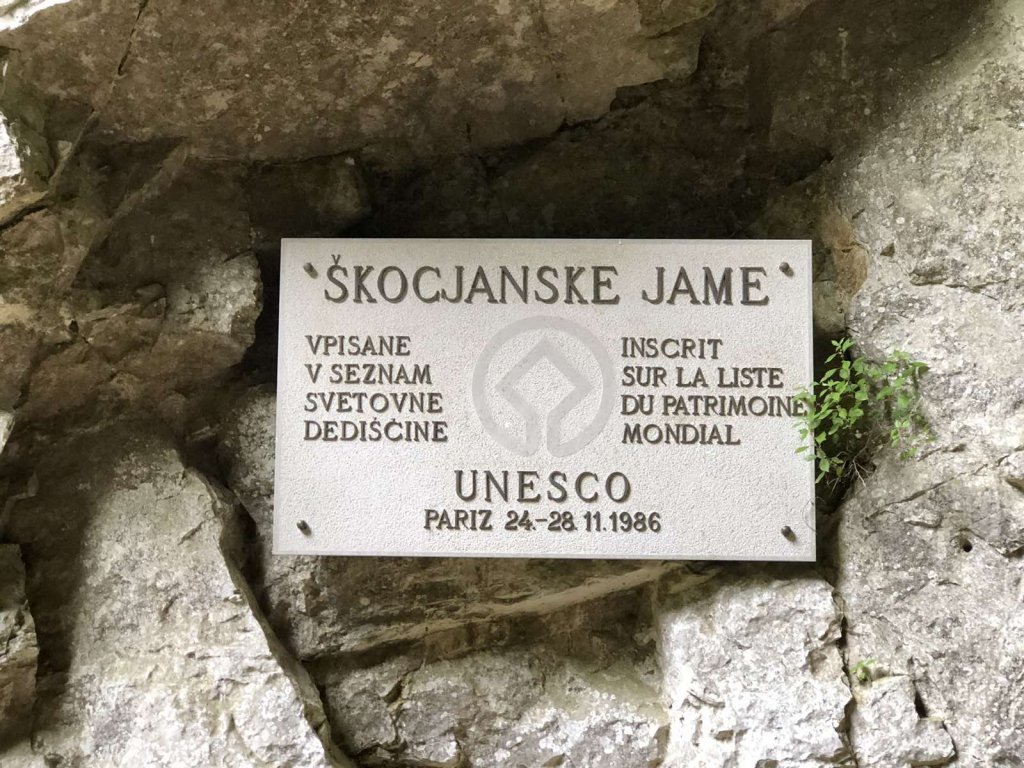 ŠKOCJANSKE JAME
VPISANE
V SEZNAM
SVETOVNE
DEDIŠČINE
INSCRIT
SUR LA LISTE
DU PATRIMOINE
MONDIAL
UNESCO
PARIZ 24.-28.11.1986